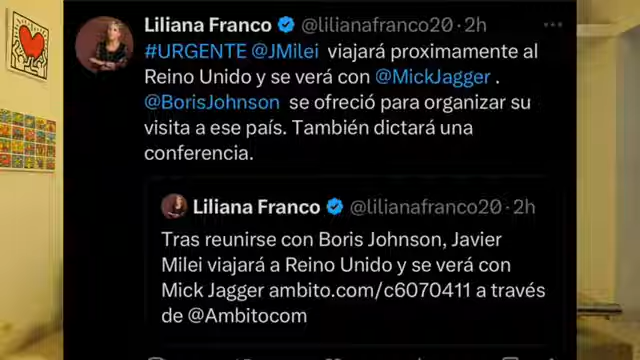 Liliana Franco @lilianafranco20·2h
#URGENTE @JMilei viajará proximamente al
Reino Unido y se verá con @MickJagger .
@BorisJohnson se ofreció para organizar su
visita a ese país. También dictará una
conferencia.
Liliana Franco @lilianafranco20·2h
Tras reunirse con Boris Johnson, Javier
Milei viajará a Reino Unido y se verá con
Mick Jagger ambito.com/c6070411 a través
de @Ambitocom